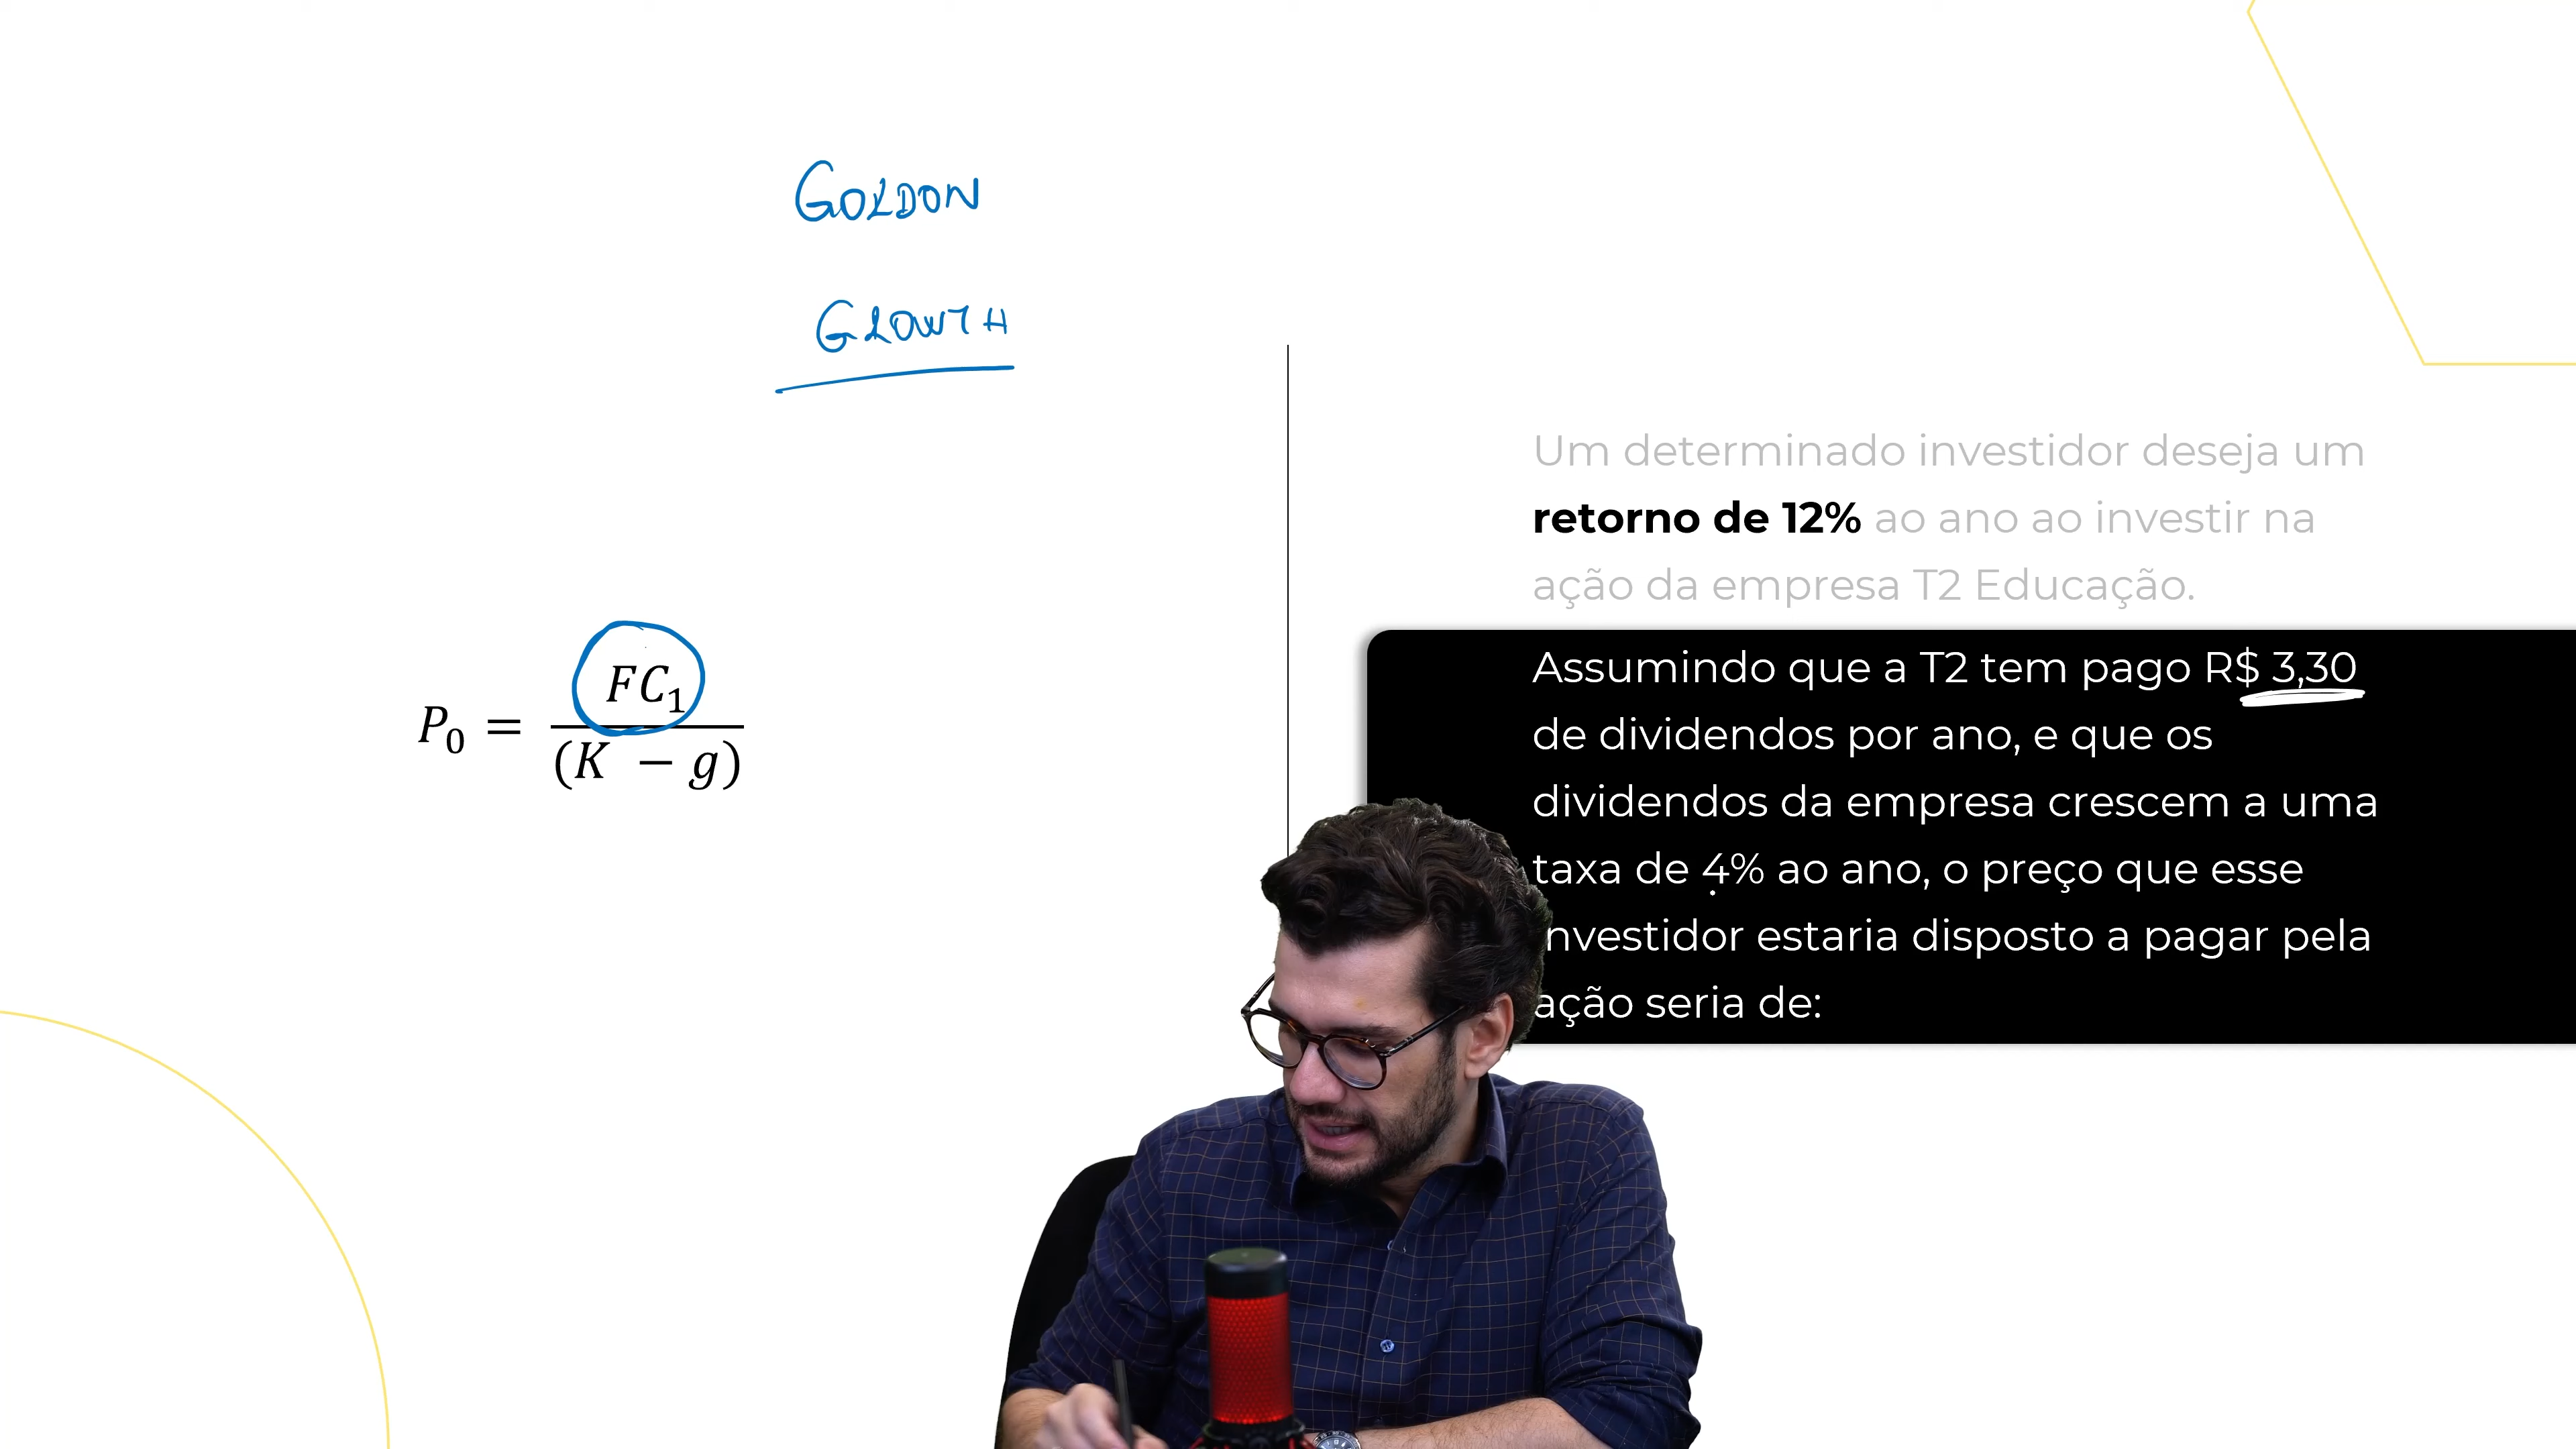 GORDON
GROWTH
P₀ = FC₁ / (K − g)
Um determinado investidor deseja um
retorno de 12% ao ano ao investir na
ação da empresa T2 Educação.
Assumindo que a T2 tem pago R$ 3,30
de dividendos por ano, e que os
dividendos da empresa crescem a uma
taxa de 4% ao ano, o preço que esse
investidor estaria disposto a pagar pela
ação seria de: